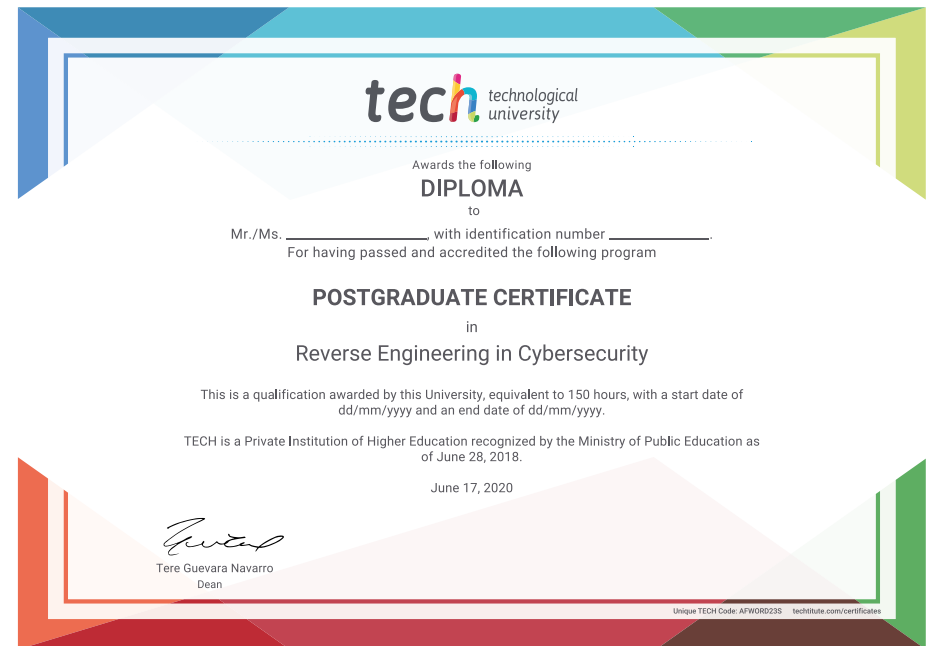 tech technological
university
Awards the following
DIPLOMA
to
Mr./Ms. ____________________, with identification number ______________.
For having passed and accredited the following program
POSTGRADUATE CERTIFICATE
in
Reverse Engineering in Cybersecurity
This is a qualification awarded by this University, equivalent to 150 hours, with a start date of
dd/mm/yyyy and an end date of dd/mm/yyyy.
TECH is a Private Institution of Higher Education recognized by the Ministry of Public Education as
of June 28, 2018.
June 17, 2020
Tere Guevara Navarro
Dean
Unique TECH Code: AFWORD23S techtitute.com/certificates